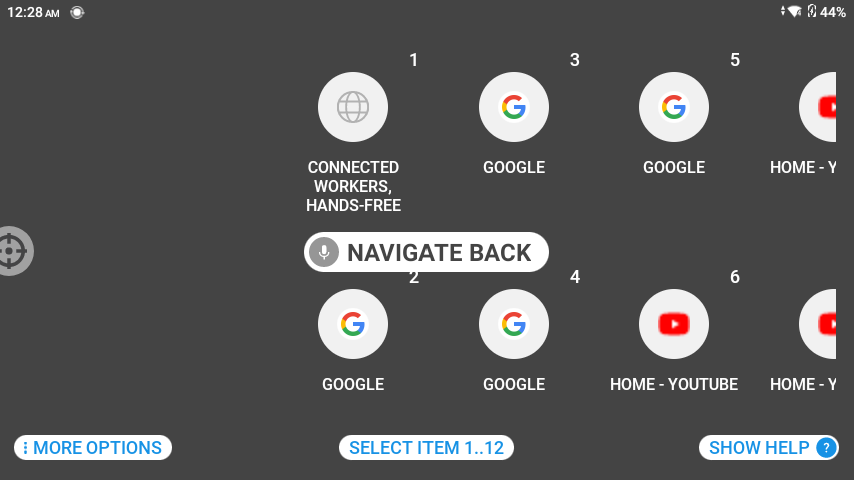 12:28 AM
44%
1
3
5
CONNECTED
WORKERS,
HANDS-FREE
GOOGLE
GOOGLE
HOME - Y
NAVIGATE BACK
2
4
6
GOOGLE
GOOGLE
HOME - YOUTUBE
HOME - Y
MORE OPTIONS
SELECT ITEM 1..12
SHOW HELP ?